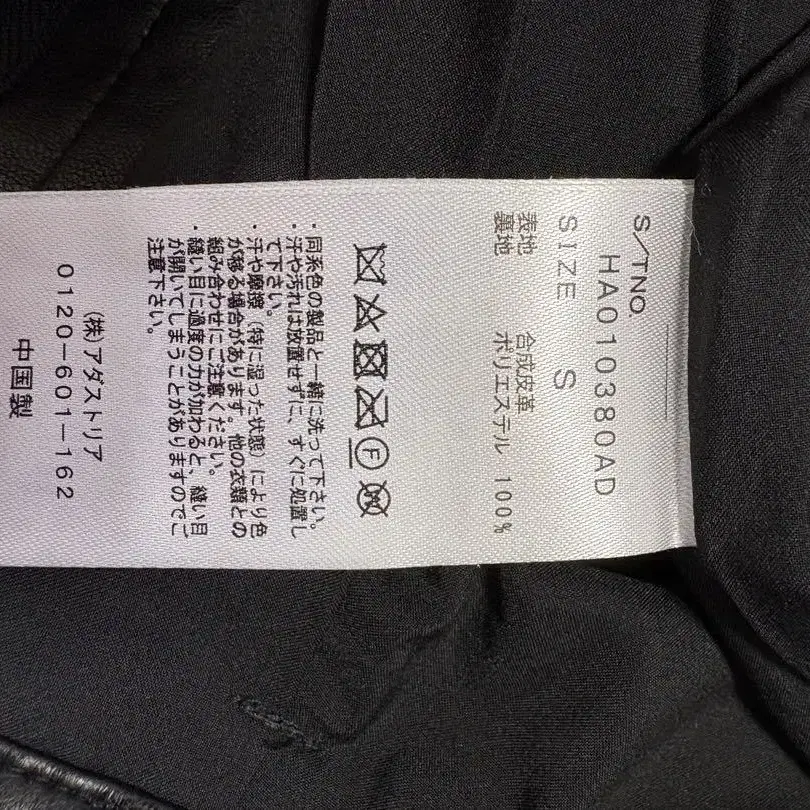 S/TNO
HA010380AD
SIZE S
表地 合成皮革
裏地 ポリエステル 100%
F
W
・同系色の製品と一緒に洗って下さい。
・汗や汚れは放置せずに、すぐに処置し
て下さい。
・汗や摩擦（特に湿った状態）により色
が移る場合があります。他の衣類との
組み合わせにご注意ください。
・縫い目に過度の力が加わると、縫い目
が開いてしまうことがありますのでご
注意下さい。
(株)アダストリア
0120-601-162
中国製